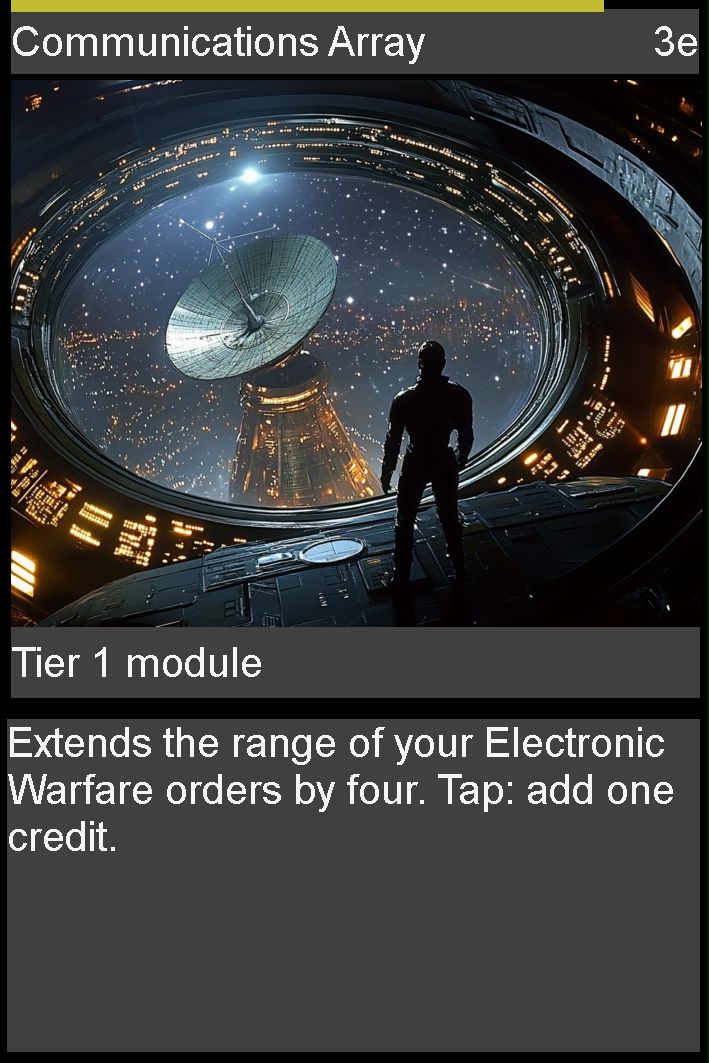 Communications Array 3e
Tier 1 module
Extends the range of your Electronic
Warfare orders by four. Tap: add one
credit.